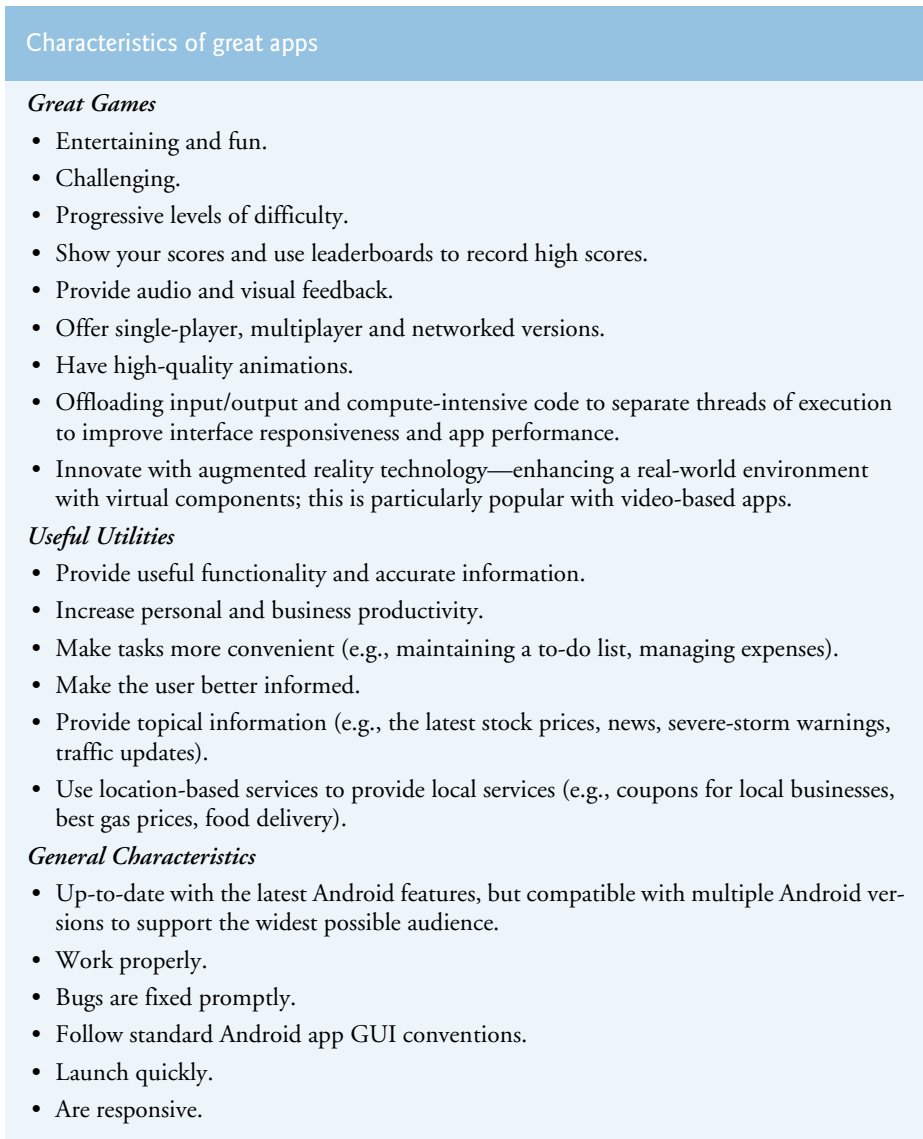 Characteristics of great apps
Great Games
• Entertaining and fun.
• Challenging.
• Progressive levels of difficulty.
• Show your scores and use leaderboards to record high scores.
• Provide audio and visual feedback.
• Offer single-player, multiplayer and networked versions.
• Have high-quality animations.
• Offloading input/output and compute-intensive code to separate threads of execution
to improve interface responsiveness and app performance.
• Innovate with augmented reality technology—enhancing a real-world environment
with virtual components; this is particularly popular with video-based apps.
Useful Utilities
• Provide useful functionality and accurate information.
• Increase personal and business productivity.
• Make tasks more convenient (e.g., maintaining a to-do list, managing expenses).
• Make the user better informed.
• Provide topical information (e.g., the latest stock prices, news, severe-storm warnings,
traffic updates).
• Use location-based services to provide local services (e.g., coupons for local businesses,
best gas prices, food delivery).
General Characteristics
• Up-to-date with the latest Android features, but compatible with multiple Android ver-
sions to support the widest possible audience.
• Work properly.
• Bugs are fixed promptly.
• Follow standard Android app GUI conventions.
• Launch quickly.
• Are responsive.